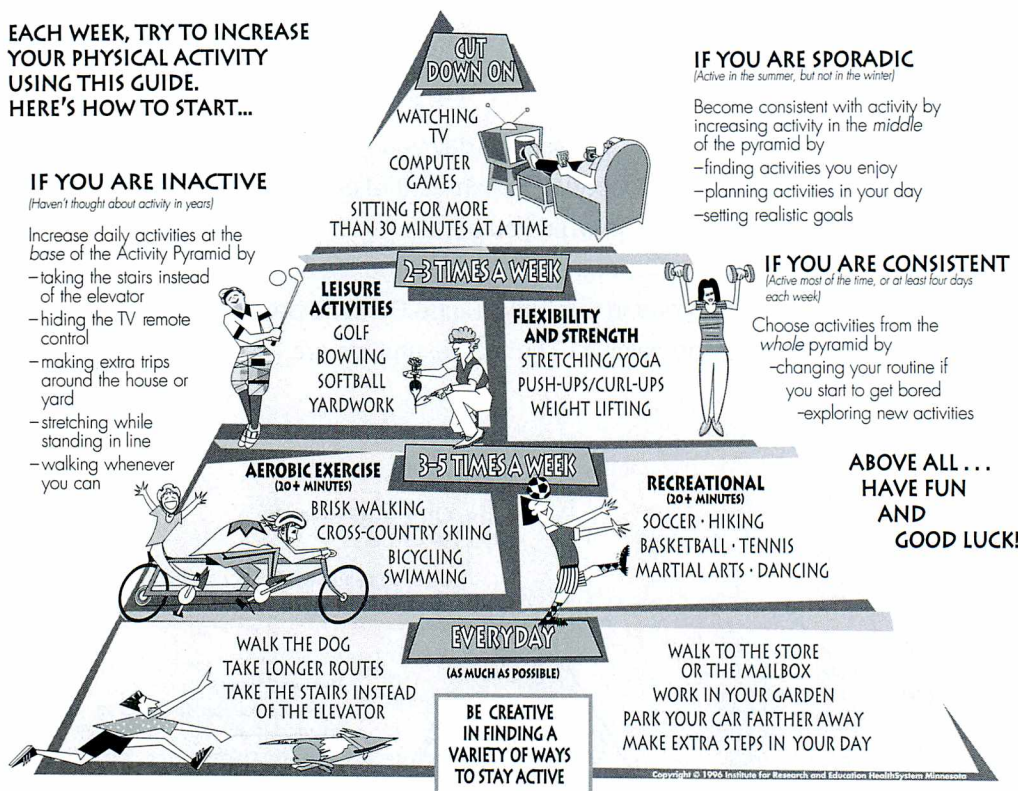 EACH WEEK, TRY TO INCREASE
YOUR PHYSICAL ACTIVITY
USING THIS GUIDE.
HERE'S HOW TO START...
IF YOU ARE INACTIVE
(Haven't thought about activity in years)
Increase daily activities at the
base of the Activity Pyramid by
–taking the stairs instead
of the elevator
–hiding the TV remote
control
–making extra trips
around the house or
yard
–stretching while
standing in line
–walking whenever
you can
CUT
DOWN ON
WATCHING
TV
COMPUTER
GAMES
SITTING FOR MORE
THAN 30 MINUTES AT A TIME
IF YOU ARE SPORADIC
(Active in the summer, but not in the winter)
Become consistent with activity by
increasing activity in the middle
of the pyramid by
–finding activities you enjoy
–planning activities in your day
–setting realistic goals
IF YOU ARE CONSISTENT
(Active most of the time, or at least four days
each week)
Choose activities from the
whole pyramid by
–changing your routine if
you start to get bored
–exploring new activities
ABOVE ALL...
HAVE FUN
AND
GOOD LUCK!
2–3 TIMES A WEEK
LEISURE
ACTIVITIES
GOLF
BOWLING
SOFTBALL
YARDWORK
FLEXIBILITY
AND STRENGTH
STRETCHING/YOGA
PUSH-UPS/CURL-UPS
WEIGHT LIFTING
3–5 TIMES A WEEK
AEROBIC EXERCISE
(20+ MINUTES)
BRISK WALKING
CROSS-COUNTRY SKIING
BICYCLING
SWIMMING
RECREATIONAL
(20+ MINUTES)
SOCCER · HIKING
BASKETBALL · TENNIS
MARTIAL ARTS · DANCING
EVERYDAY
(AS MUCH AS POSSIBLE)
WALK THE DOG
TAKE LONGER ROUTES
TAKE THE STAIRS INSTEAD
OF THE ELEVATOR
WALK TO THE STORE
OR THE MAILBOX
WORK IN YOUR GARDEN
PARK YOUR CAR FARTHER AWAY
MAKE EXTRA STEPS IN YOUR DAY
BE CREATIVE
IN FINDING A
VARIETY OF WAYS
TO STAY ACTIVE
Copyright © 1996 Institute for Research and Education HealthSystem Minnesota